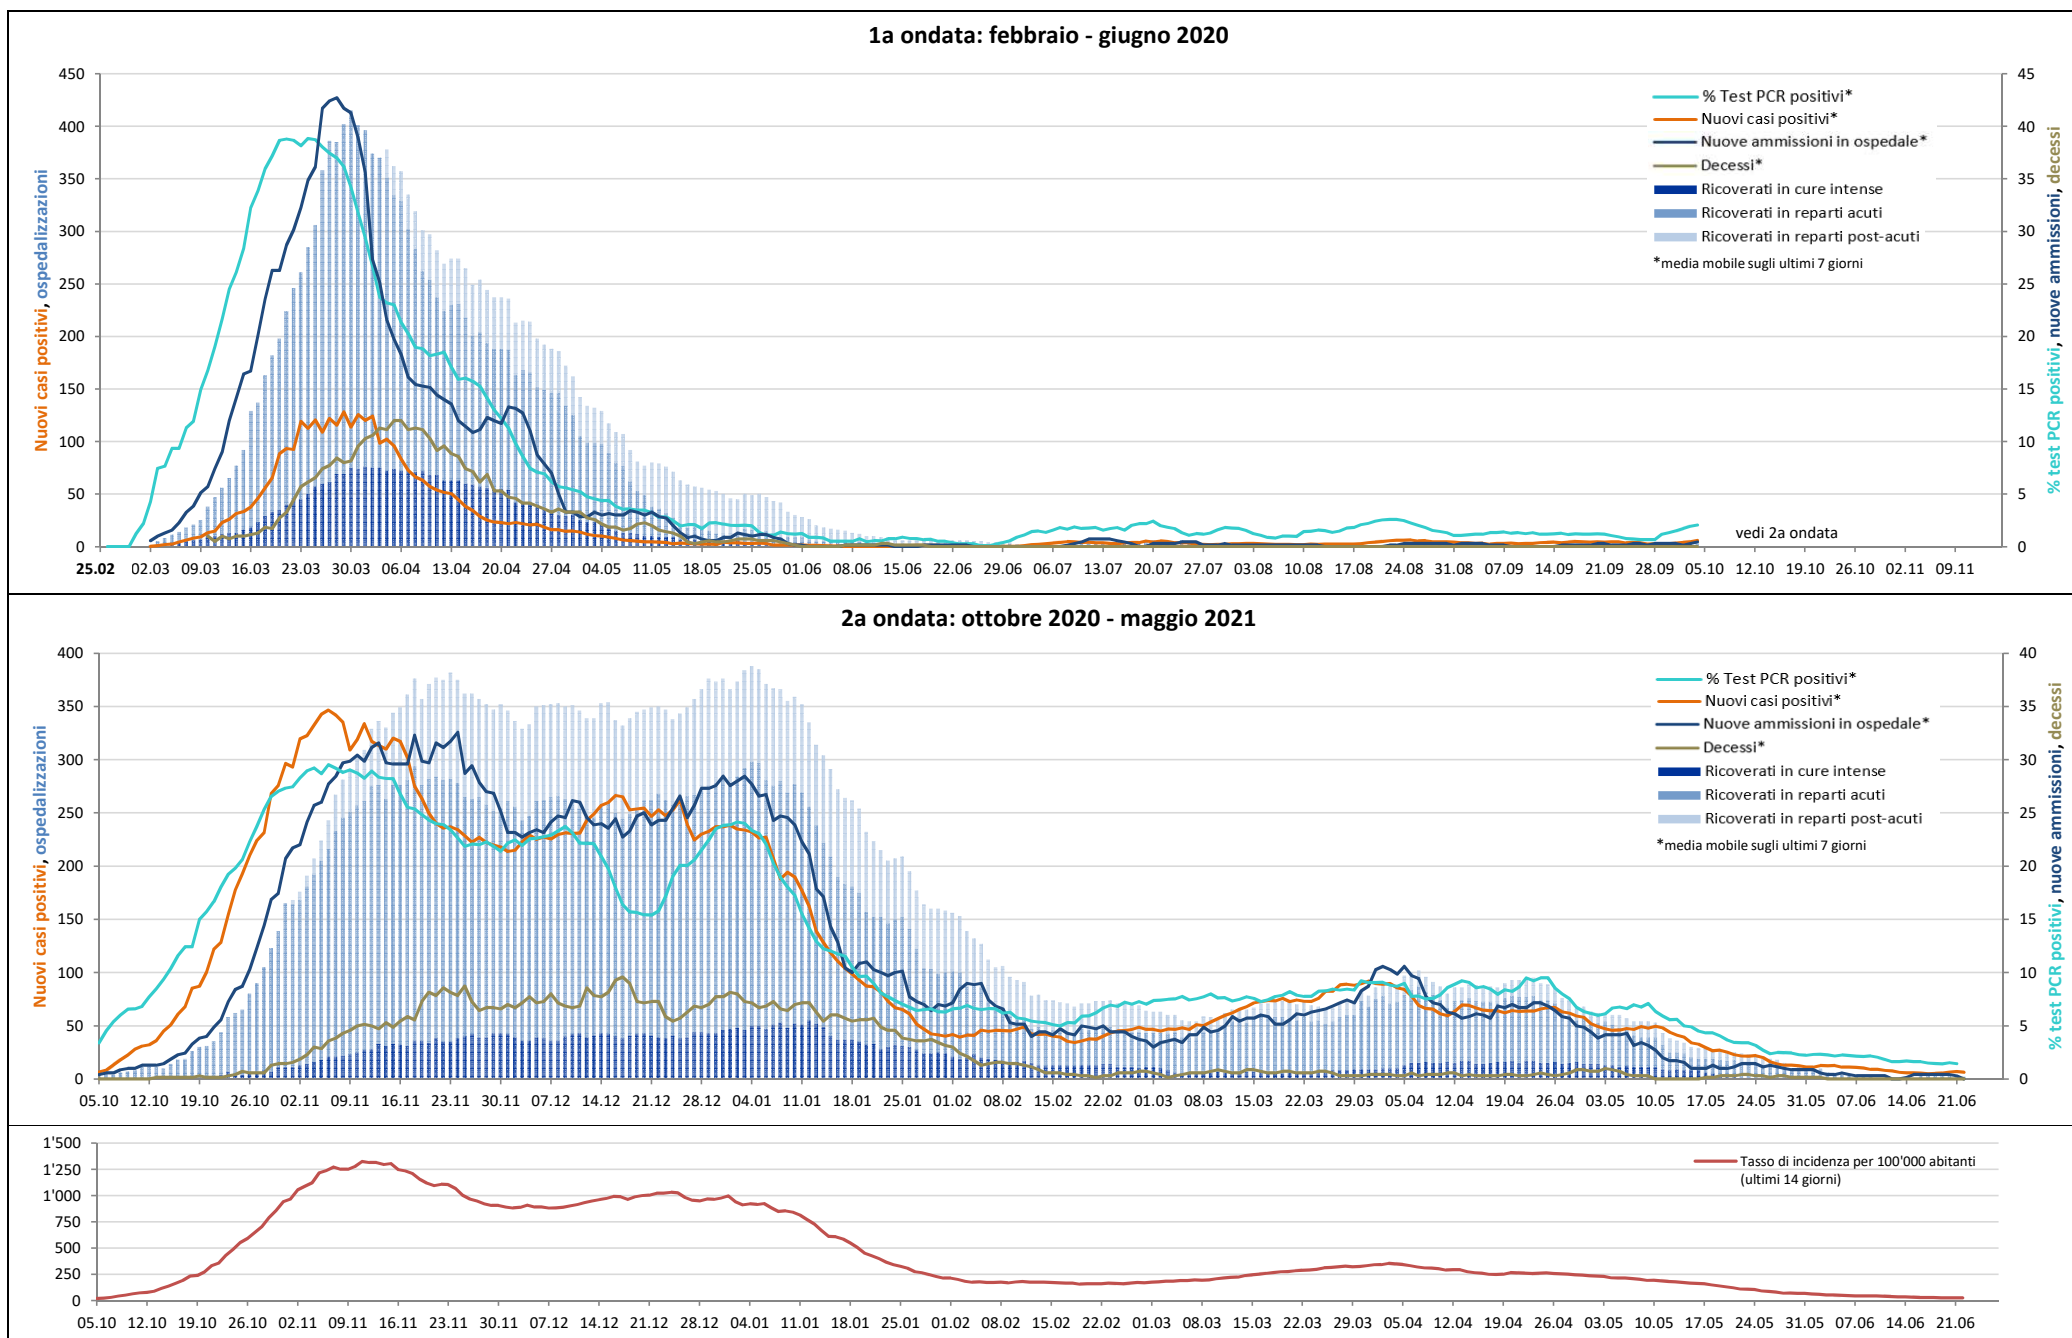 1a ondata: febbraio - giugno 2020
Nuovi casi positivi, ospedalizzazioni
450
400
350
300
250
200
150
100
50
0
45
40
35
30
25
20
15
10
5
0
% test PCR positivi, nuove ammissioni, decessi
% Test PCR positivi*
Nuovi casi positivi*
Nuove ammissioni in ospedale*
Decessi*
Ricoverati in cure intense
Ricoverati in reparti acuti
Ricoverati in reparti post-acuti
*media mobile sugli ultimi 7 giorni
vedi 2a ondata
25.02 02.03 09.03 16.03 23.03 30.03 06.04 13.04 20.04 27.04 04.05 11.05 18.05 25.05 01.06 08.06 15.06 22.06 29.06 06.07 13.07 20.07 27.07 03.08 10.08 17.08 24.08 31.08 07.09 14.09 21.09 28.09 05.10 12.10 19.10 26.10 02.11 09.11
2a ondata: ottobre 2020 - maggio 2021
Nuovi casi positivi, ospedalizzazioni
400
350
300
250
200
150
100
50
0
40
35
30
25
20
15
10
5
0
% test PCR positivi, nuove ammissioni, decessi
% Test PCR positivi*
Nuovi casi positivi*
Nuove ammissioni in ospedale*
Decessi*
Ricoverati in cure intense
Ricoverati in reparti acuti
Ricoverati in reparti post-acuti
*media mobile sugli ultimi 7 giorni
05.10 12.10 19.10 26.10 02.11 09.11 16.11 23.11 30.11 07.12 14.12 21.12 28.12 04.01 11.01 18.01 25.01 01.02 08.02 15.02 22.02 01.03 08.03 15.03 22.03 29.03 05.04 12.04 19.04 26.04 03.05 10.05 17.05 24.05 31.05 07.06 14.06 21.06
1'500
1'250
1'000
750
500
250
0
Tasso di incidenza per 100'000 abitanti
(ultimi 14 giorni)
05.10 12.10 19.10 26.10 02.11 09.11 16.11 23.11 30.11 07.12 14.12 21.12 28.12 04.01 11.01 18.01 25.01 01.02 08.02 15.02 22.02 01.03 08.03 15.03 22.03 29.03 05.04 12.04 19.04 26.04 03.05 10.05 17.05 24.05 31.05 07.06 14.06 21.06